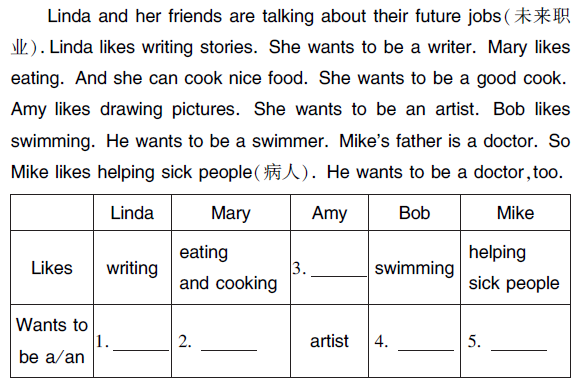 Linda and her friends are talking about their future jobs(未来职
业). Linda likes writing stories. She wants to be a writer. Mary likes
eating. And she can cook nice food. She wants to be a good cook.
Amy likes drawing pictures. She wants to be an artist. Bob likes
swimming. He wants to be a swimmer. Mike's father is a doctor. So
Mike likes helping sick people(病人). He wants to be a doctor,too.
Linda Mary Amy Bob Mike
Likes writing eating and cooking 3. ______ swimming helping sick people
Wants to be a/an 1. ______ 2. ______ artist 4. ______ 5. ______